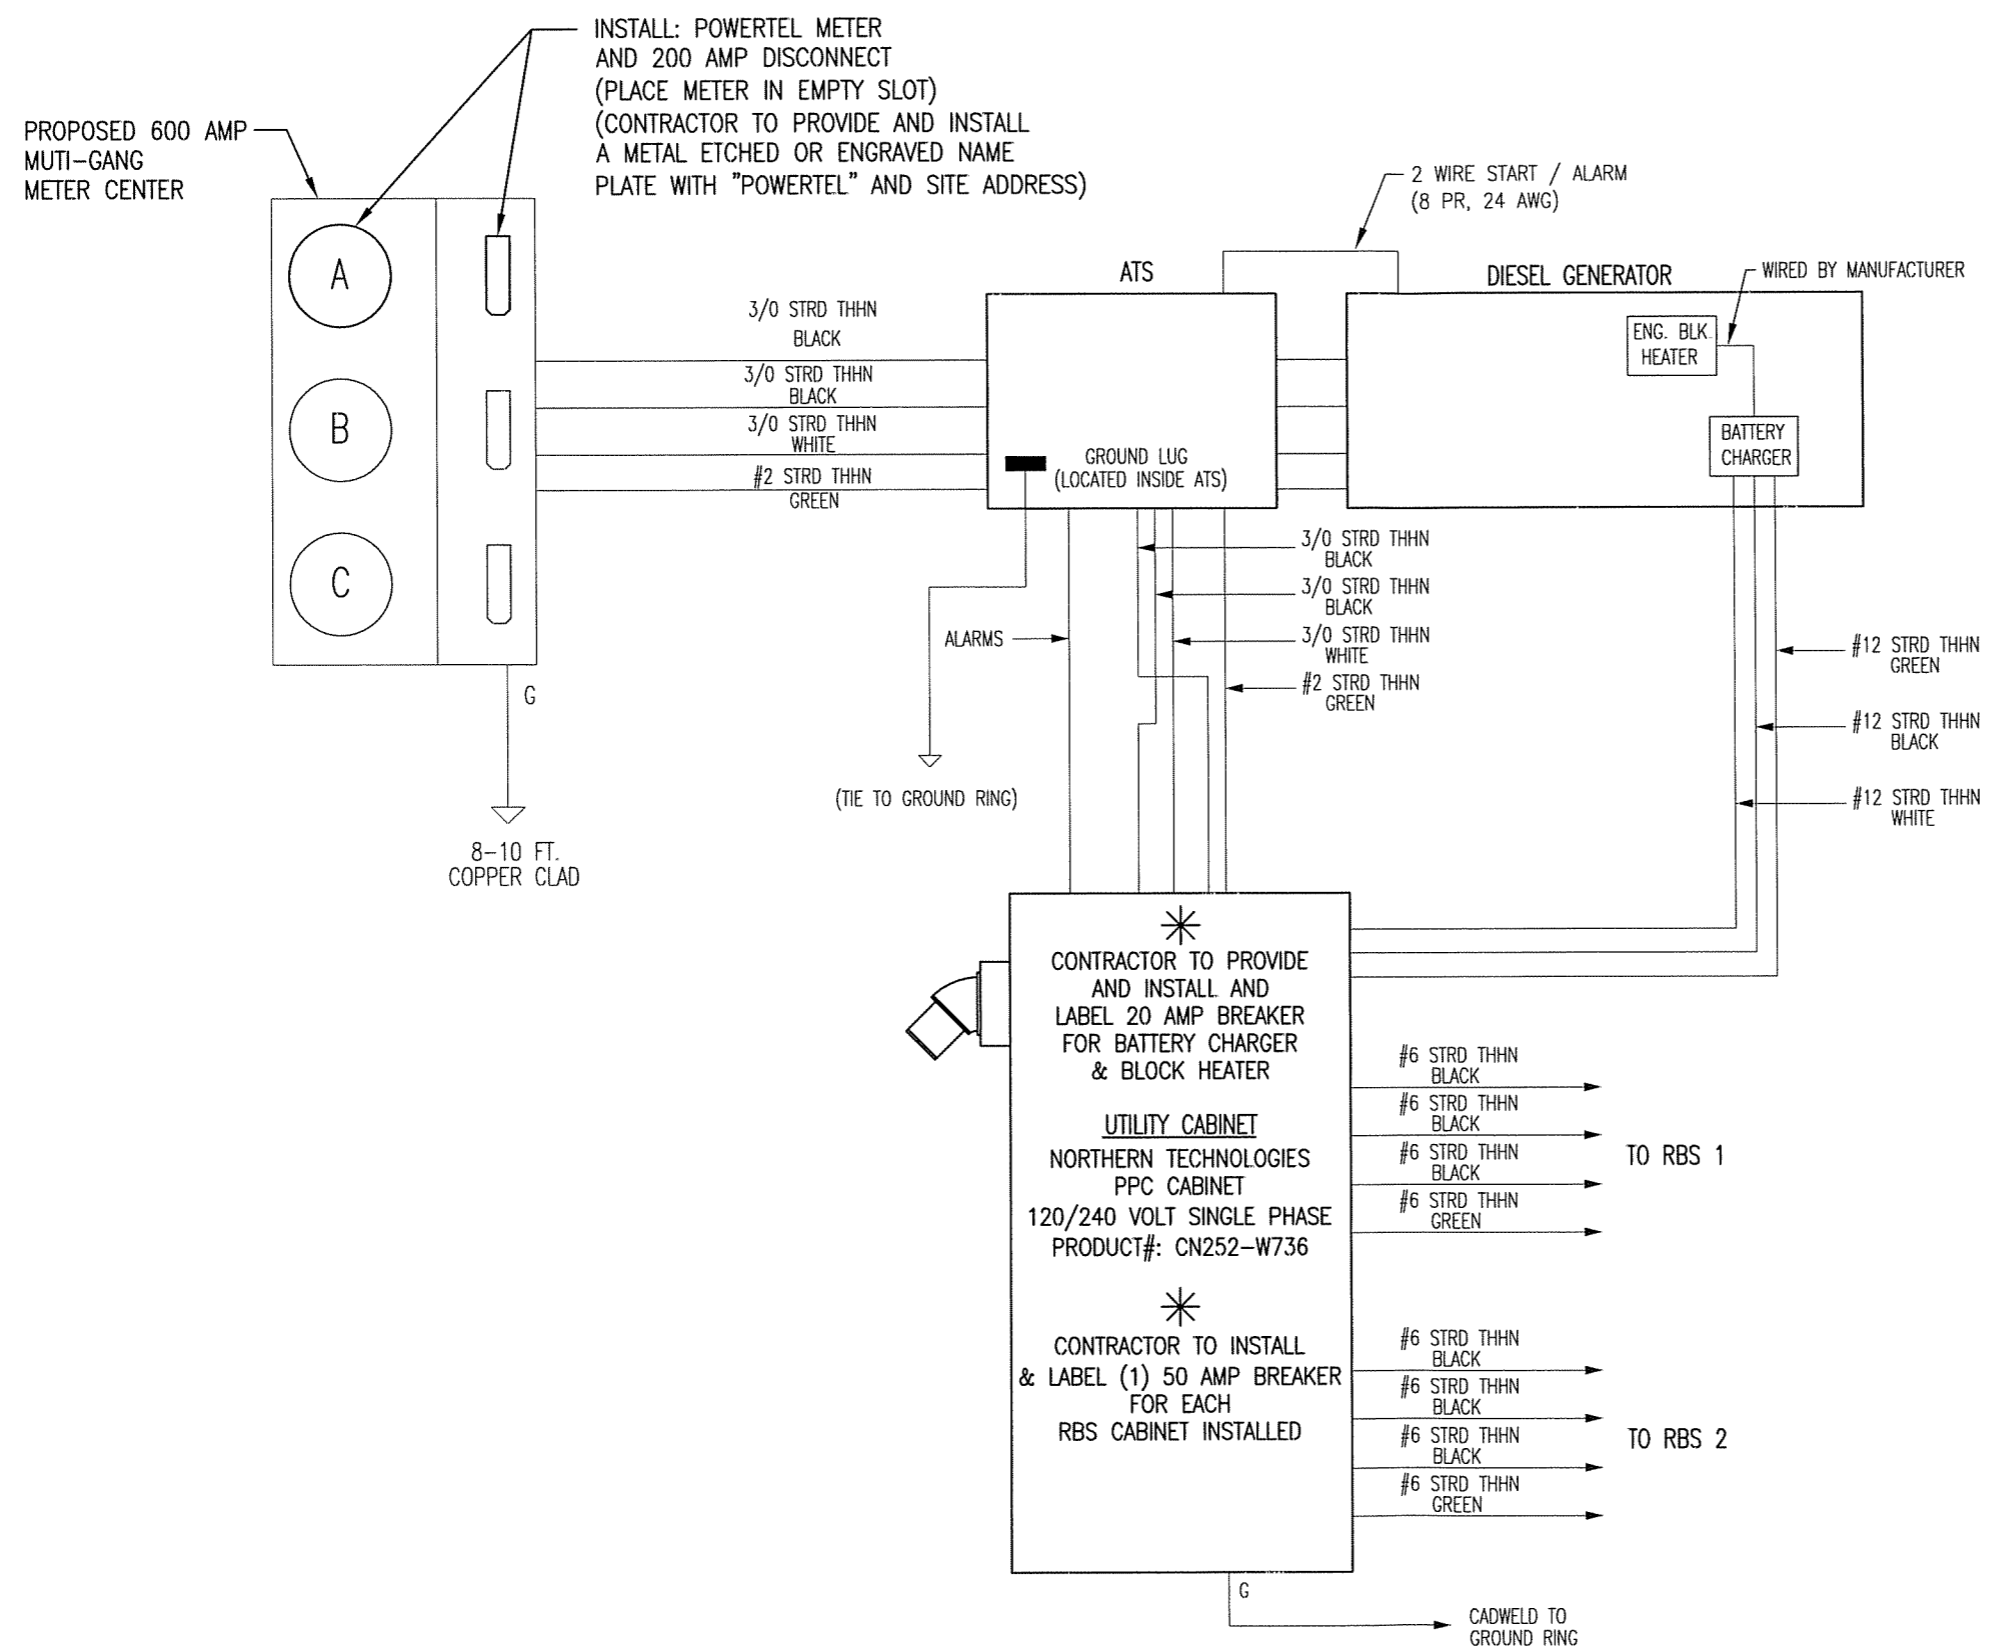 INSTALL: POWERTEL METER
AND 200 AMP DISCONNECT
(PLACE METER IN EMPTY SLOT)
(CONTRACTOR TO PROVIDE AND INSTALL
A METAL ETCHED OR ENGRAVED NAME
PLATE WITH "POWERTEL" AND SITE ADDRESS)
PROPOSED 600 AMP
MUTI-GANG
METER CENTER
A
B
C
G
8-10 FT.
COPPER CLAD
3/0 STRD THHN
BLACK
3/0 STRD THHN
BLACK
3/0 STRD THHN
WHITE
#2 STRD THHN
GREEN
2 WIRE START / ALARM
(8 PR, 24 AWG)
ATS
GROUND LUG
(LOCATED INSIDE ATS)
DIESEL GENERATOR
WIRED BY MANUFACTURER
ENG. BLK.
HEATER
BATTERY
CHARGER
ALARMS
(TIE TO GROUND RING)
3/0 STRD THHN
BLACK
3/0 STRD THHN
BLACK
3/0 STRD THHN
WHITE
#2 STRD THHN
GREEN
#12 STRD THHN
GREEN
#12 STRD THHN
BLACK
#12 STRD THHN
WHITE
CONTRACTOR TO PROVIDE
AND INSTALL AND
LABEL 20 AMP BREAKER
FOR BATTERY CHARGER
& BLOCK HEATER
UTILITY CABINET
NORTHERN TECHNOLOGIES
PPC CABINET
120/240 VOLT SINGLE PHASE
PRODUCT#: CN252-W736
CONTRACTOR TO INSTALL
& LABEL (1) 50 AMP BREAKER
FOR EACH
RBS CABINET INSTALLED
#6 STRD THHN
BLACK
#6 STRD THHN
BLACK
#6 STRD THHN
BLACK
#6 STRD THHN
GREEN
TO RBS 1
#6 STRD THHN
BLACK
#6 STRD THHN
BLACK
#6 STRD THHN
BLACK
#6 STRD THHN
GREEN
TO RBS 2
G
CADWELD TO
GROUND RING